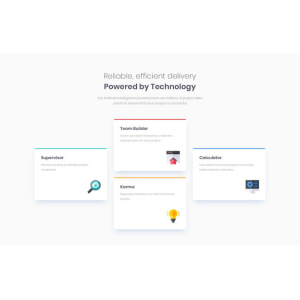 Reliable, efficient delivery
Powered by Technology
Our Artificial Intelligence powered tools use millions of project data
points to ensure that your project is successful
Team Builder
Scans our talent network to create the
optimal team for your project
Supervisor
Monitors activity to identify project
roadblocks
Calculator
Uses data from past projects to provide
better delivery estimates
Karma
Regularly evaluates our talent to ensure
quality